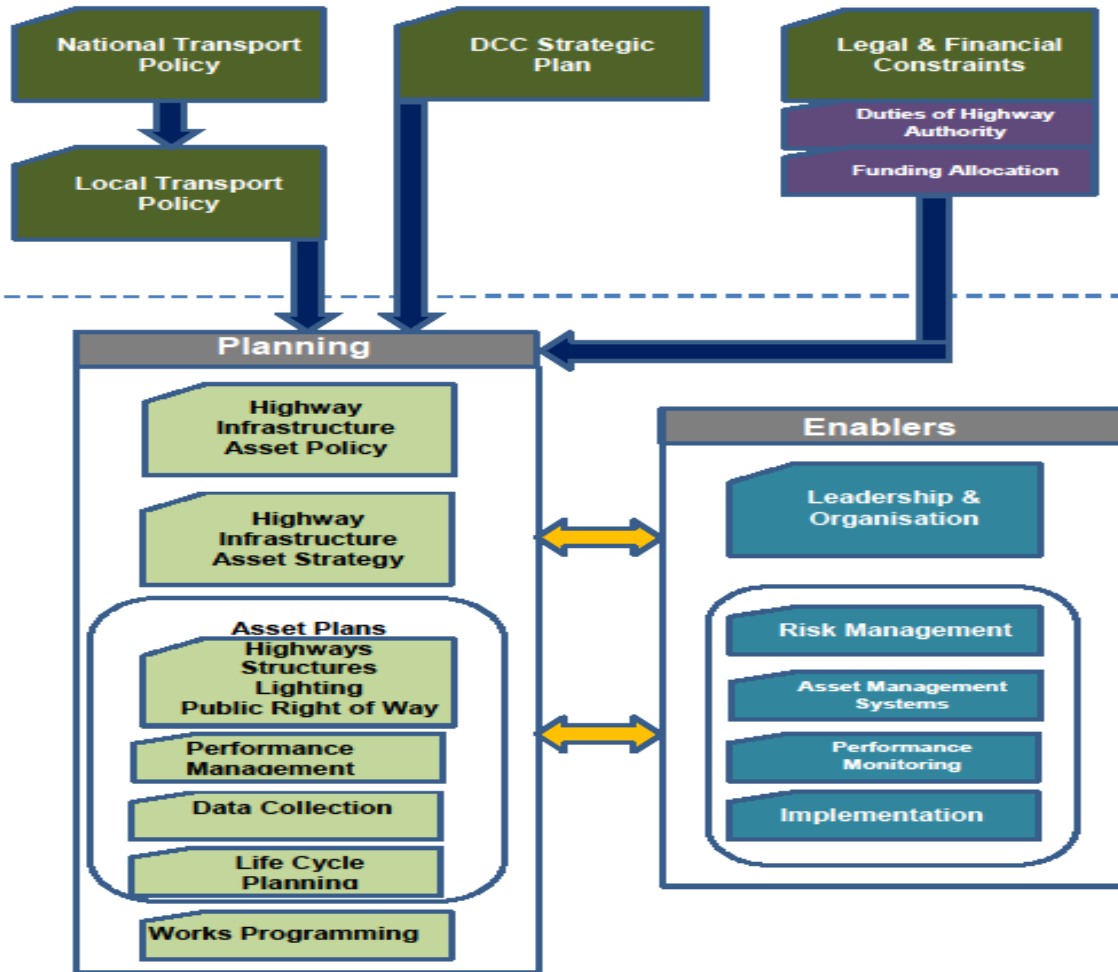 National Transport
Policy
DCC Strategic
Plan
Legal & Financial
Constraints
Duties of Highway
Authority
Funding Allocation
Local Transport
Policy
Planning
Highway
Infrastructure
Asset Policy
Highway
Infrastructure
Asset Strategy
Asset Plans
Highways
Structures
Lighting
Public Right of Way
Performance
Management
Data Collection
Life Cycle
Planning
Works Programming
Enablers
Leadership &
Organisation
Risk Management
Asset Management
Systems
Performance
Monitoring
Implementation